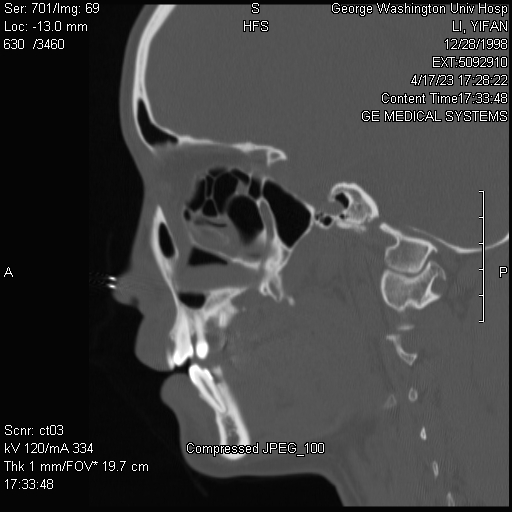 Ser: 701/Img: 69
Loc: -13.0 mm
630 /3460
S
HFS
George Washington Univ Hosp
LI, YIFAN
12/28/1998
EXT:5092910
4/17/23 17:28:22
Content Time17:33:48
GE MEDICAL SYSTEMS
A
P
Scnr: ct03
kV 120/mA 334
Thk 1 mm/FOV* 19.7 cm
17:33:48
Compressed JPEG_100